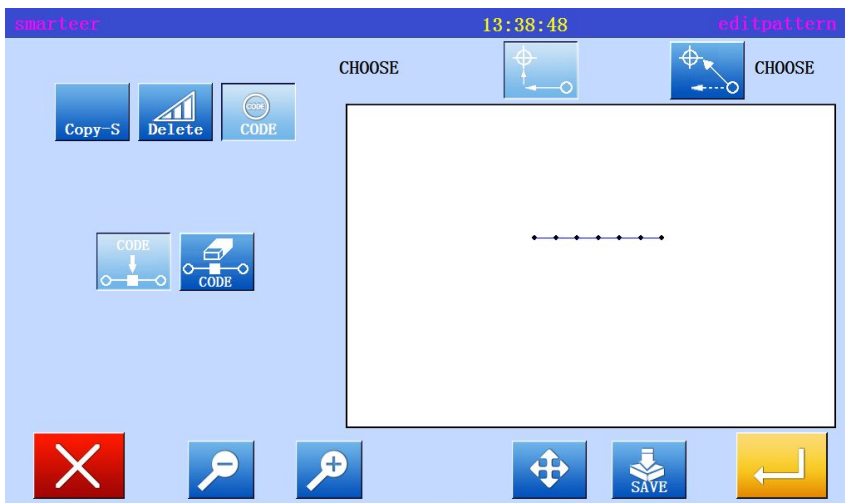 smarteer 13:38:48 editpattern
CHOOSE CHOOSE
Copy-S Delete CODE CODE
CODE
CODE
SAVE